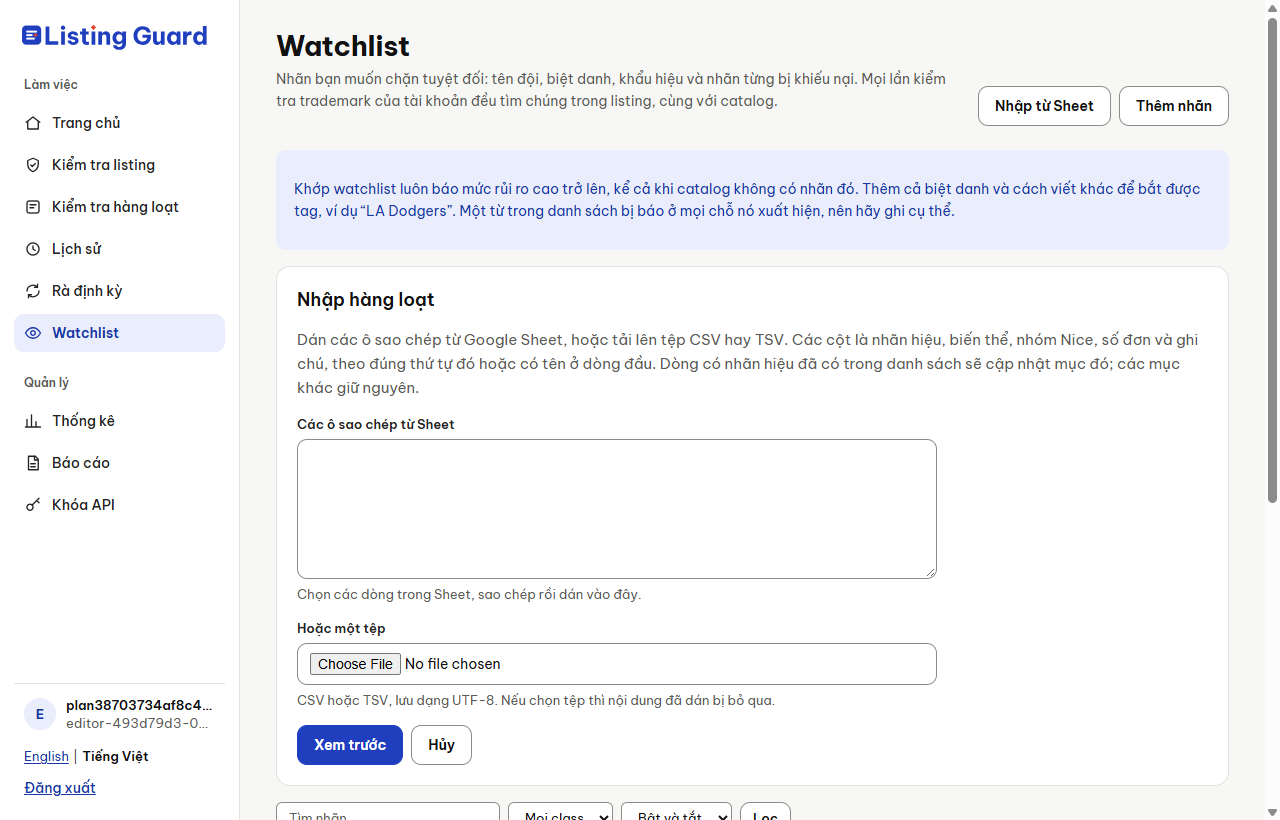 Listing Guard
Làm việc
Trang chủ
Kiểm tra listing
Kiểm tra hàng loạt
Lịch sử
Rà định kỳ
Watchlist
Quản lý
Thống kê
Báo cáo
Khóa API
E
plan38703734af8c4...
editor-493d79d3-0...
English | Tiếng Việt
Đăng xuất
Watchlist
Nhãn bạn muốn chặn tuyệt đối: tên đội, biệt danh, khẩu hiệu và nhãn từng bị khiếu nại. Mọi lần kiểm
tra trademark của tài khoản đều tìm chúng trong listing, cùng với catalog.
Nhập từ Sheet
Thêm nhãn
Khớp watchlist luôn báo mức rủi ro cao trở lên, kể cả khi catalog không có nhãn đó. Thêm cả biệt danh và cách viết khác để bắt được
tag, ví dụ “LA Dodgers”. Một từ trong danh sách bị báo ở mọi chỗ nó xuất hiện, nên hãy ghi cụ thể.
Nhập hàng loạt
Dán các ô sao chép từ Google Sheet, hoặc tải lên tệp CSV hay TSV. Các cột là nhãn hiệu, biến thể, nhóm Nice, số đơn và ghi
chú, theo đúng thứ tự đó hoặc có tên ở dòng đầu. Dòng có nhãn hiệu đã có trong danh sách sẽ cập nhật mục đó; các mục
khác giữ nguyên.
Các ô sao chép từ Sheet
Chọn các dòng trong Sheet, sao chép rồi dán vào đây.
Hoặc một tệp
Choose File No file chosen
CSV hoặc TSV, lưu dạng UTF-8. Nếu chọn tệp thì nội dung đã dán bị bỏ qua.
Xem trước
Hủy
Tìm nhãn
Mọi class
Bật và tắt
Lọc